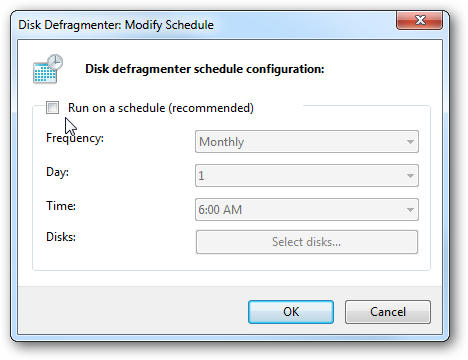 Disk Defragmenter: Modify Schedule
Disk defragmenter schedule configuration:
Run on a schedule (recommended)
Frequency: Monthly
Day: 1
Time: 6:00 AM
Disks: Select disks...
OK Cancel